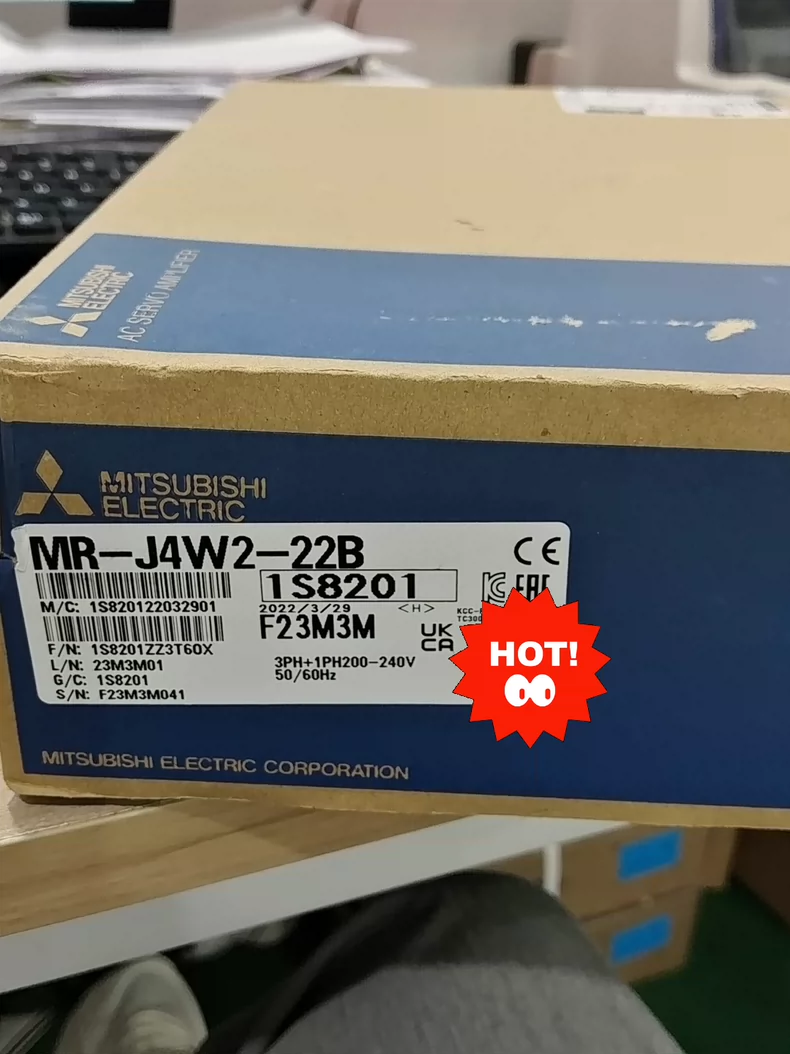 MITSUBISHI
ELECTRIC
AC SERVO AMPLIFIER
MITSUBISHI
ELECTRIC
MR-J4W2-22B
CE
1S8201
EAC
M/C: 1S820122032901
2022/3/29 <H>
F23M3M
UK
CA
F/N: 1S8201ZZ3T60X
L/N: 23M3M01
G/C: 1S8201
S/N: F23M3M041
3PH+1PH200-240V
50/60Hz
HOT!
MITSUBISHI ELECTRIC CORPORATION